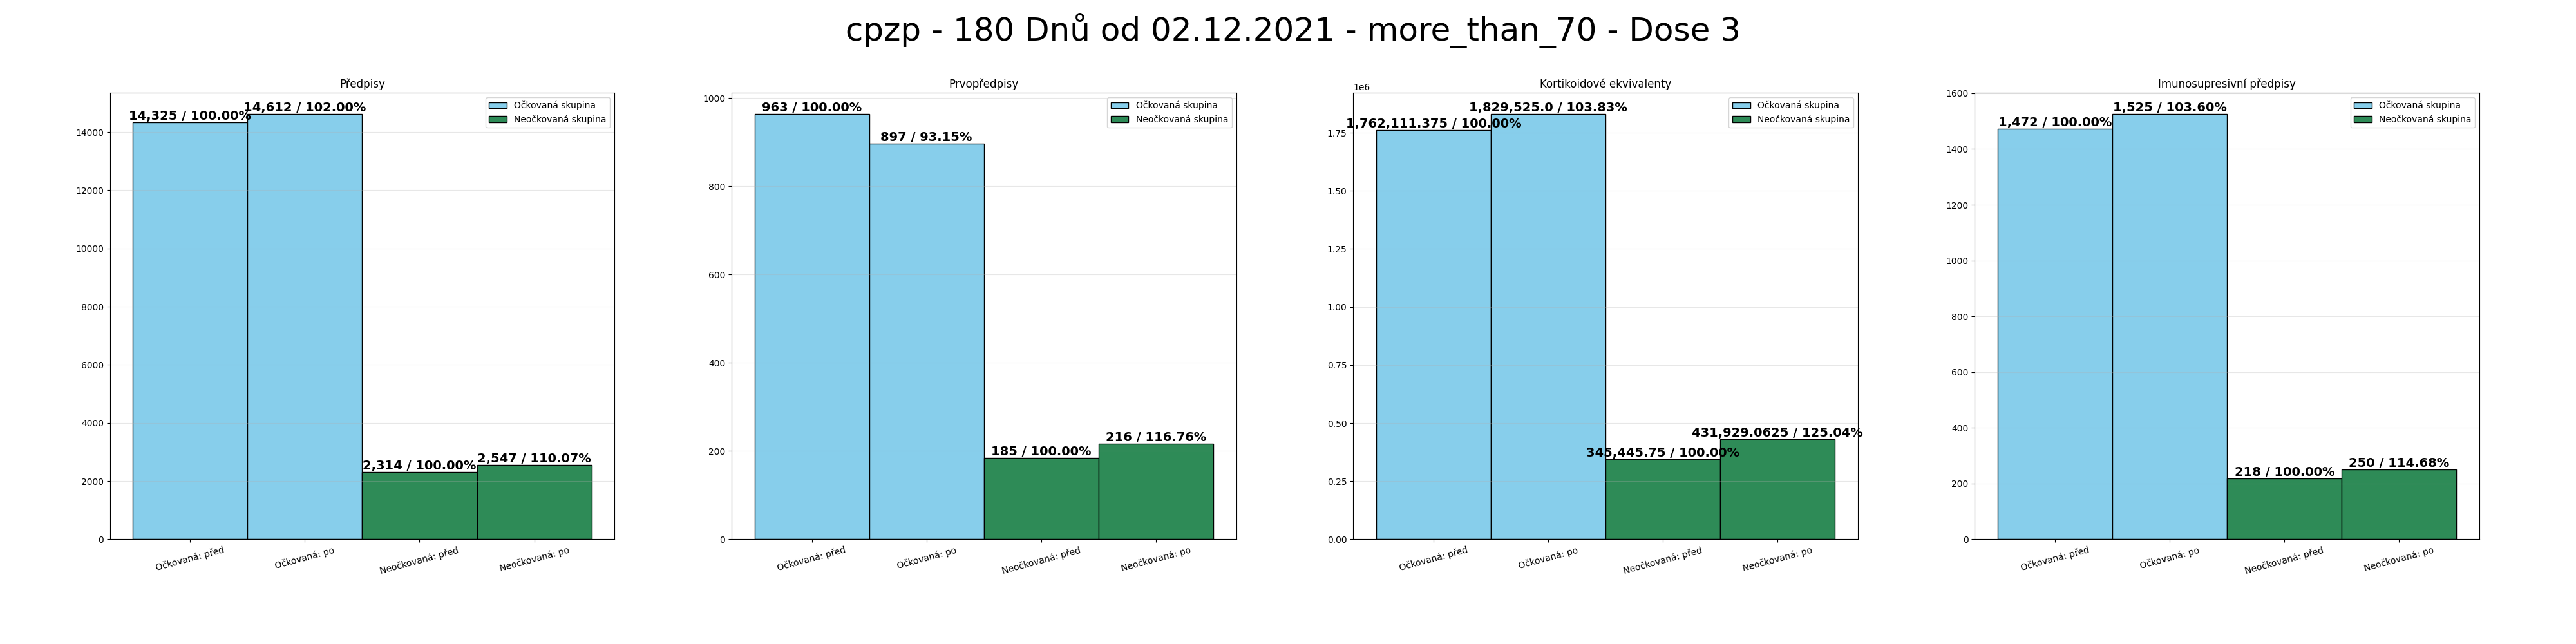 cpzp - 180 Dnů od 02.12.2021 - more_than_70 - Dose 3
Předpisy
14,325 / 100.00%
14,612 / 102.00%
2,314 / 100.00%
2,547 / 110.07%
Očkovaná skupina
Neočkovaná skupina
14000
12000
10000
8000
6000
4000
2000
0
Očkovaná: před
Očkovaná: po
Neočkovaná: před
Neočkovaná: po
Prvopředpisy
963 / 100.00%
897 / 93.15%
185 / 100.00%
216 / 116.76%
Očkovaná skupina
Neočkovaná skupina
1000
800
600
400
200
0
Očkovaná: před
Očkovaná: po
Neočkovaná: před
Neočkovaná: po
Kortikoidové ekvivalenty
1e6
1,762,111.375 / 100.00%
1,829,525.0 / 103.83%
345,445.75 / 100.00%
431,929.0625 / 125.04%
Očkovaná skupina
Neočkovaná skupina
1.75
1.50
1.25
1.00
0.75
0.50
0.25
0.00
Očkovaná: před
Očkovaná: po
Neočkovaná: před
Neočkovaná: po
Imunosupresivní předpisy
1,472 / 100.00%
1,525 / 103.60%
218 / 100.00%
250 / 114.68%
Očkovaná skupina
Neočkovaná skupina
1600
1400
1200
1000
800
600
400
200
0
Očkovaná: před
Očkovaná: po
Neočkovaná: před
Neočkovaná: po